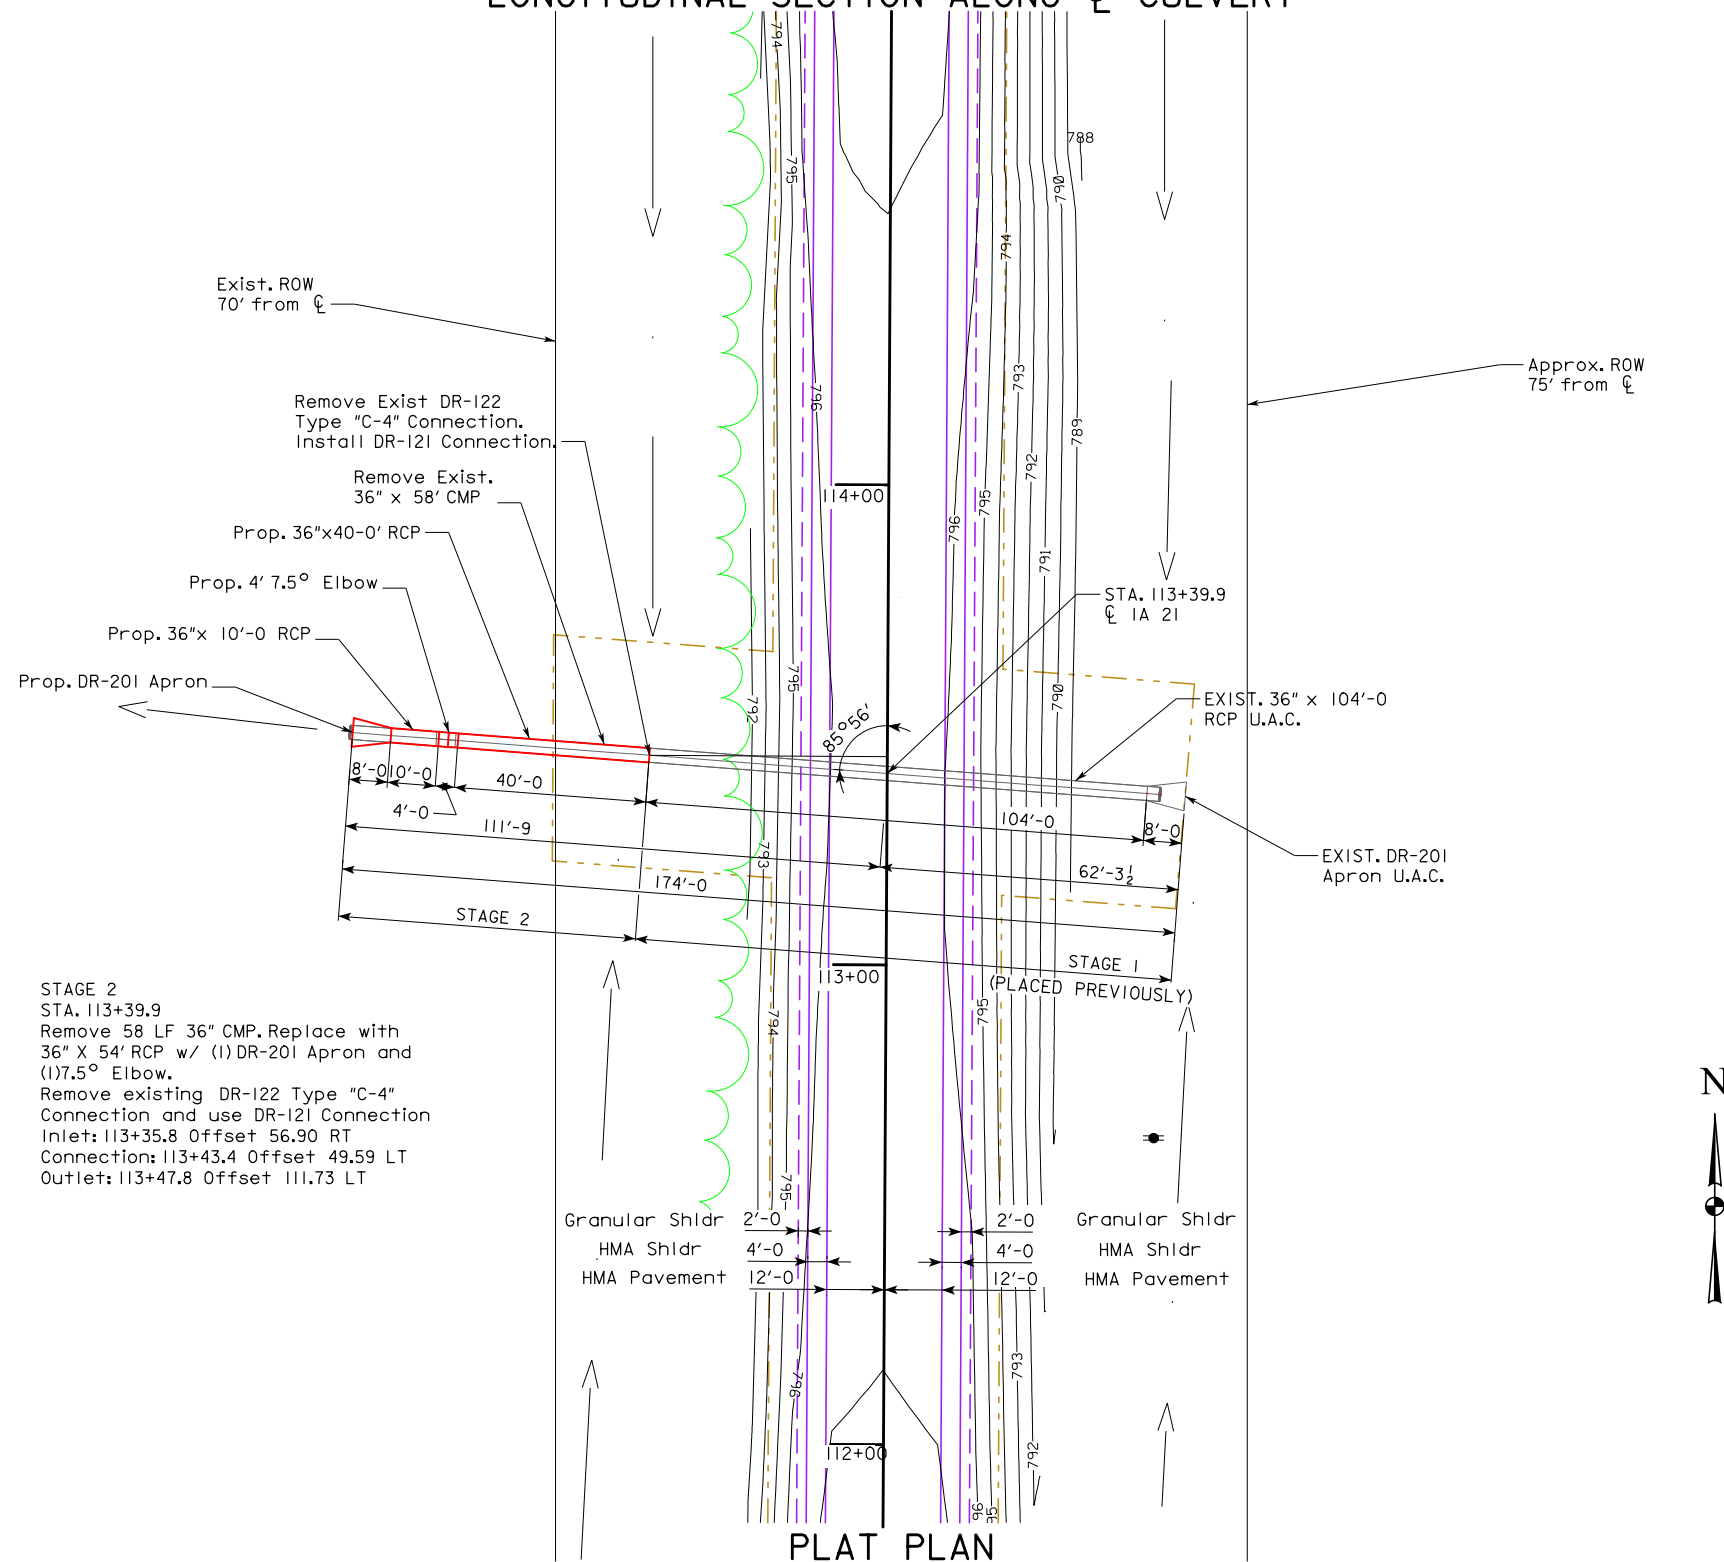 LONGITUDINAL SECTION ALONG ℄ CULVERT
794
795
788
790
794
Exist. ROW
70' from ℄
Approx. ROW
75' from ℄
793
796
789
Remove Exist DR-122
Type "C-4" Connection.
Install DR-121 Connection.
792
Remove Exist.
36" x 58' CMP
114+00
795
796
Prop. 36"x40-0' RCP
791
Prop. 4' 7.5° Elbow
STA. 113+39.9
℄ IA 21
Prop. 36"x 10'-0 RCP
Prop. DR-201 Apron
795
792
790
EXIST. 36" x 104'-0
RCP U.A.C.
85°56'
8'-0
10'-0
40'-0
4'-0
111'-9
104'-0
8'-0
793
EXIST. DR-201
Apron U.A.C.
174'-0
62'-3½
STAGE 2
STAGE 1
(PLACED PREVIOUSLY)
113+00
795
794
STAGE 2
STA. 113+39.9
Remove 58 LF 36" CMP. Replace with
36" X 54' RCP w/ (1) DR-201 Apron and
(1)7.5° Elbow.
Remove existing DR-122 Type "C-4"
Connection and use DR-121 Connection
Inlet: 113+35.8 Offset 56.90 RT
Connection: 113+43.4 Offset 49.59 LT
Outlet: 113+47.8 Offset 111.73 LT
N
795
Granular Shldr 2'-0
2'-0 Granular Shldr
HMA Shldr 4'-0
4'-0 HMA Shldr
HMA Pavement 12'-0
12'-0 HMA Pavement
793
796
112+00
792
96
95
PLAT PLAN